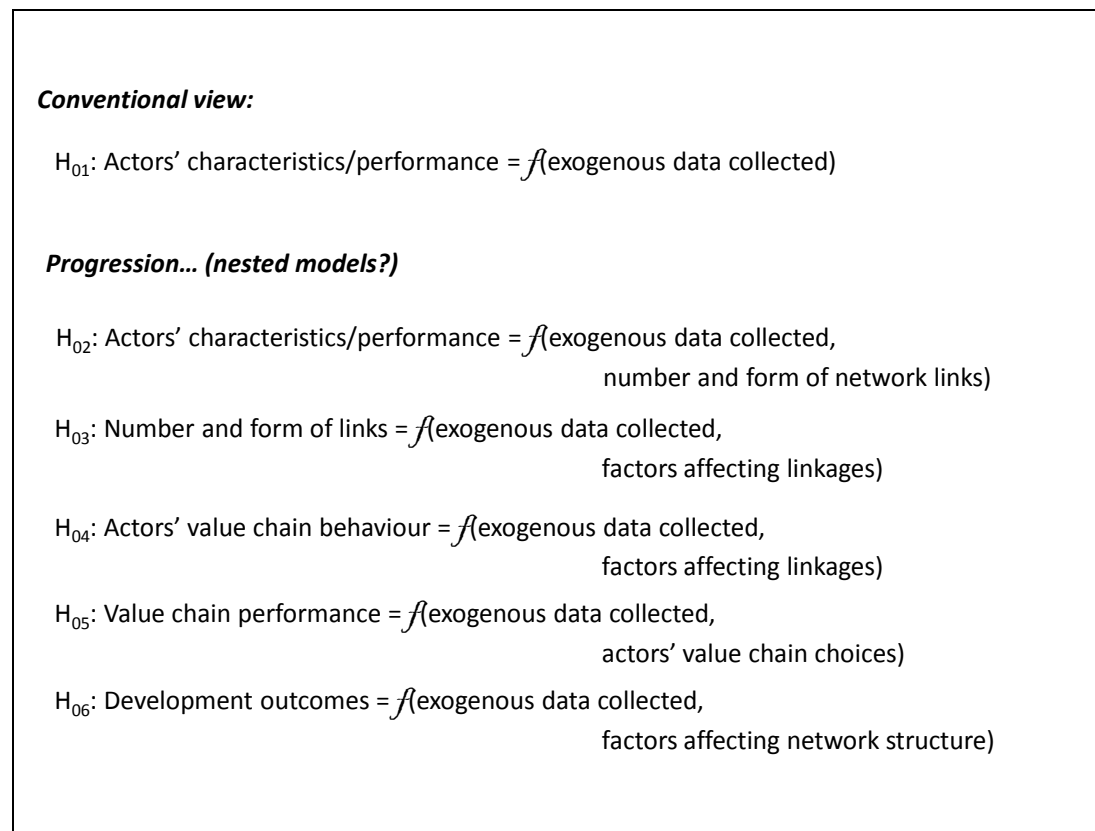 Conventional view:
H₀₁: Actors’ characteristics/performance = ƒ(exogenous data collected)
Progression… (nested models?)
H₀₂: Actors’ characteristics/performance = ƒ(exogenous data collected,
number and form of network links)
H₀₃: Number and form of links = ƒ(exogenous data collected,
factors affecting linkages)
H₀₄: Actors’ value chain behaviour = ƒ(exogenous data collected,
factors affecting linkages)
H₀₅: Value chain performance = ƒ(exogenous data collected,
actors’ value chain choices)
H₀₆: Development outcomes = ƒ(exogenous data collected,
factors affecting network structure)